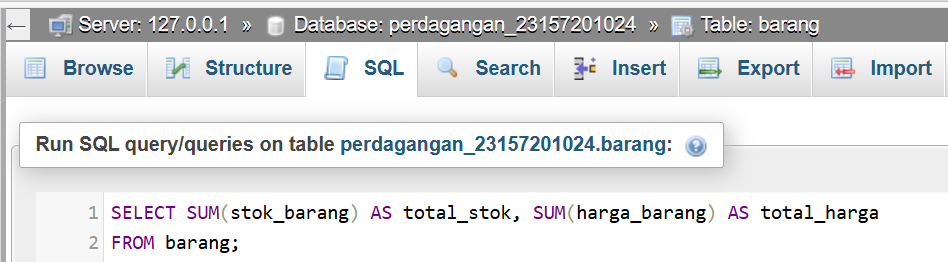 ← Server: 127.0.0.1 » Database: perdagangan_23157201024 » Table: barang
Browse Structure SQL Search Insert Export Import
Run SQL query/queries on table perdagangan_23157201024.barang:
1 SELECT SUM(stok_barang) AS total_stok, SUM(harga_barang) AS total_harga
2 FROM barang;